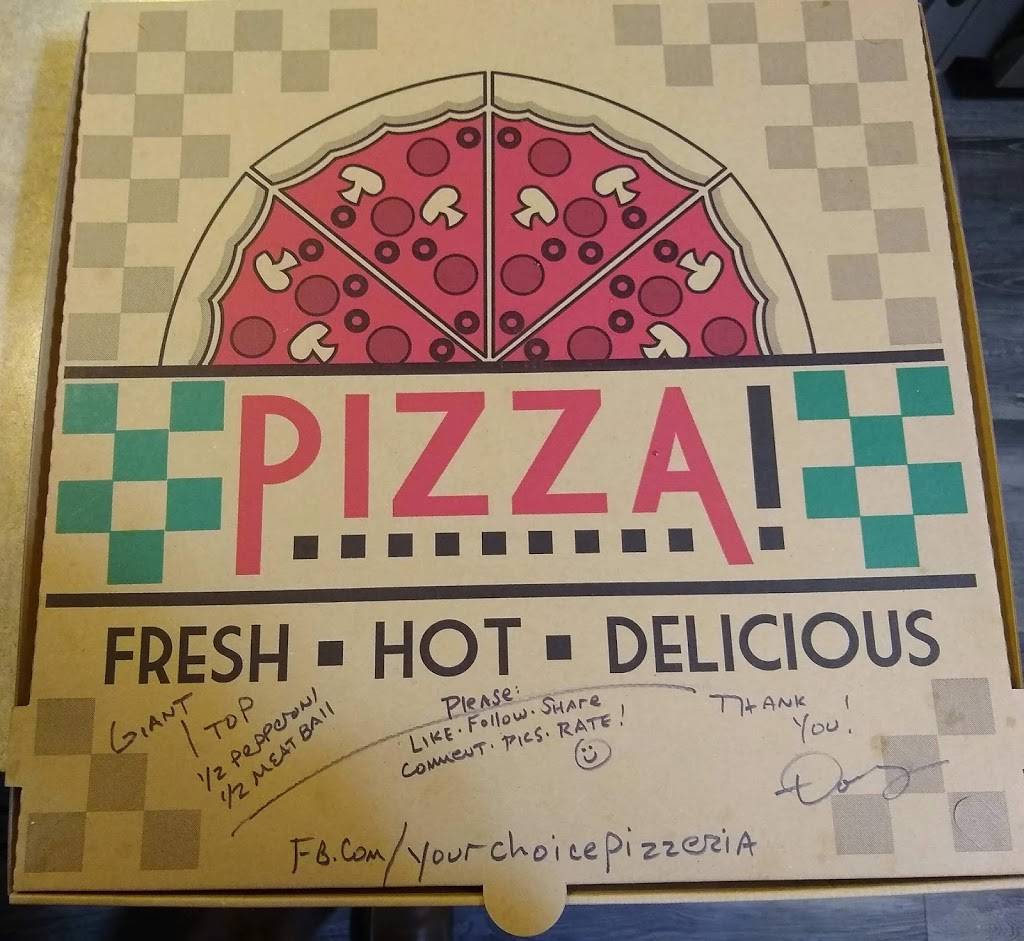 PIZZA!
FRESH ▪ HOT ▪ DELICIOUS
GIANT
1 TOP
1/2 PEPPERONI
1/2 MEATBALL
Please:
LIKE. Follow. SHARE
COMMENT. PICS. RATE! ☺
THANK
YOU!
FB.Com/yourchoicepizzeria